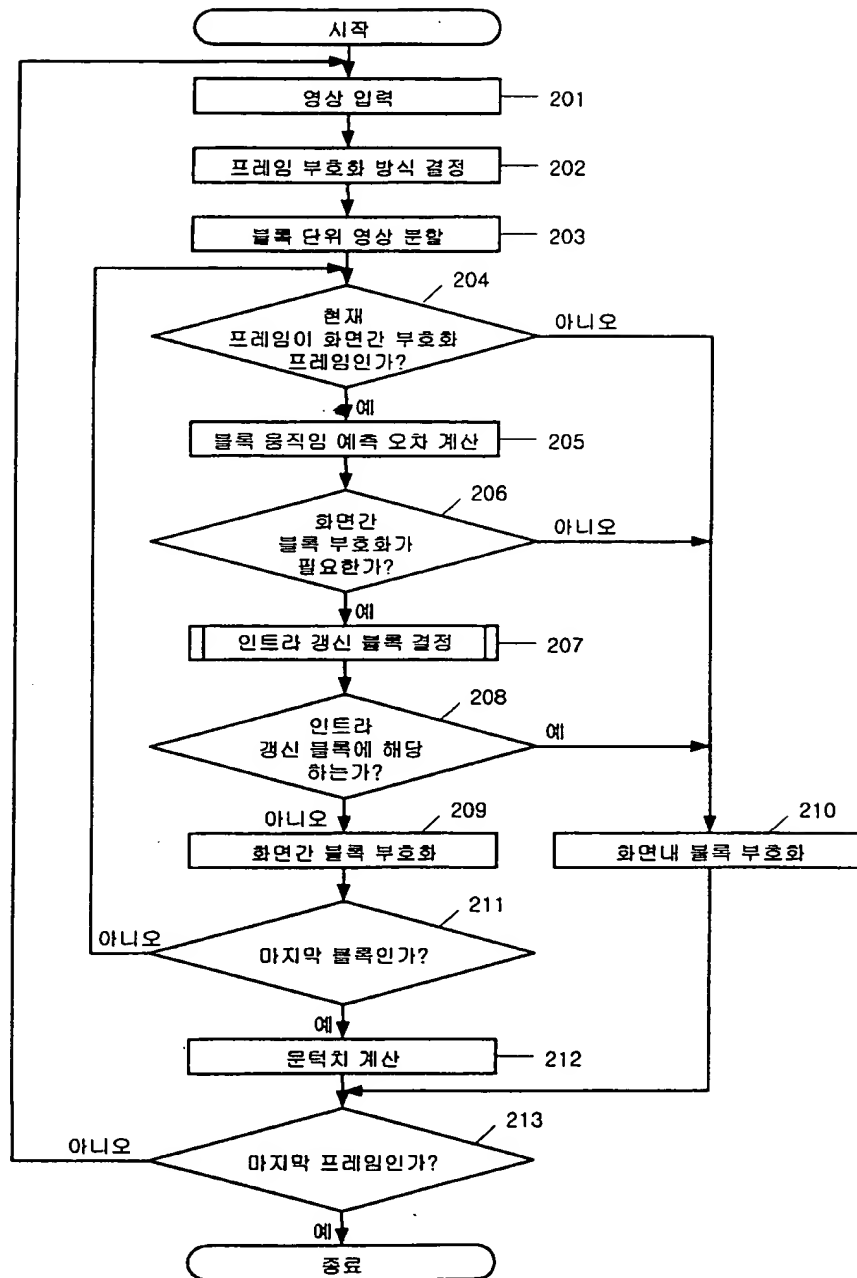 시작
영상 입력
201
프레임 부호화 방식 결정
202
블록 단위 영상 분할
203
204
현재
프레임이 화면간 부호화
프레임인가?
아니오
예
블록 움직임 예측 오차 계산
205
206
화면간
블록 부호화가
필요한가?
아니오
예
인트라 갱신 블록 결정
207
208
인트라
갱신 블록에 해당
하는가?
예
아니오
209
화면간 블록 부호화
210
화면내 블록 부호화
211
아니오
마지막 블록인가?
예
문턱치 계산
212
213
아니오
마지막 프레임인가?
예
종료